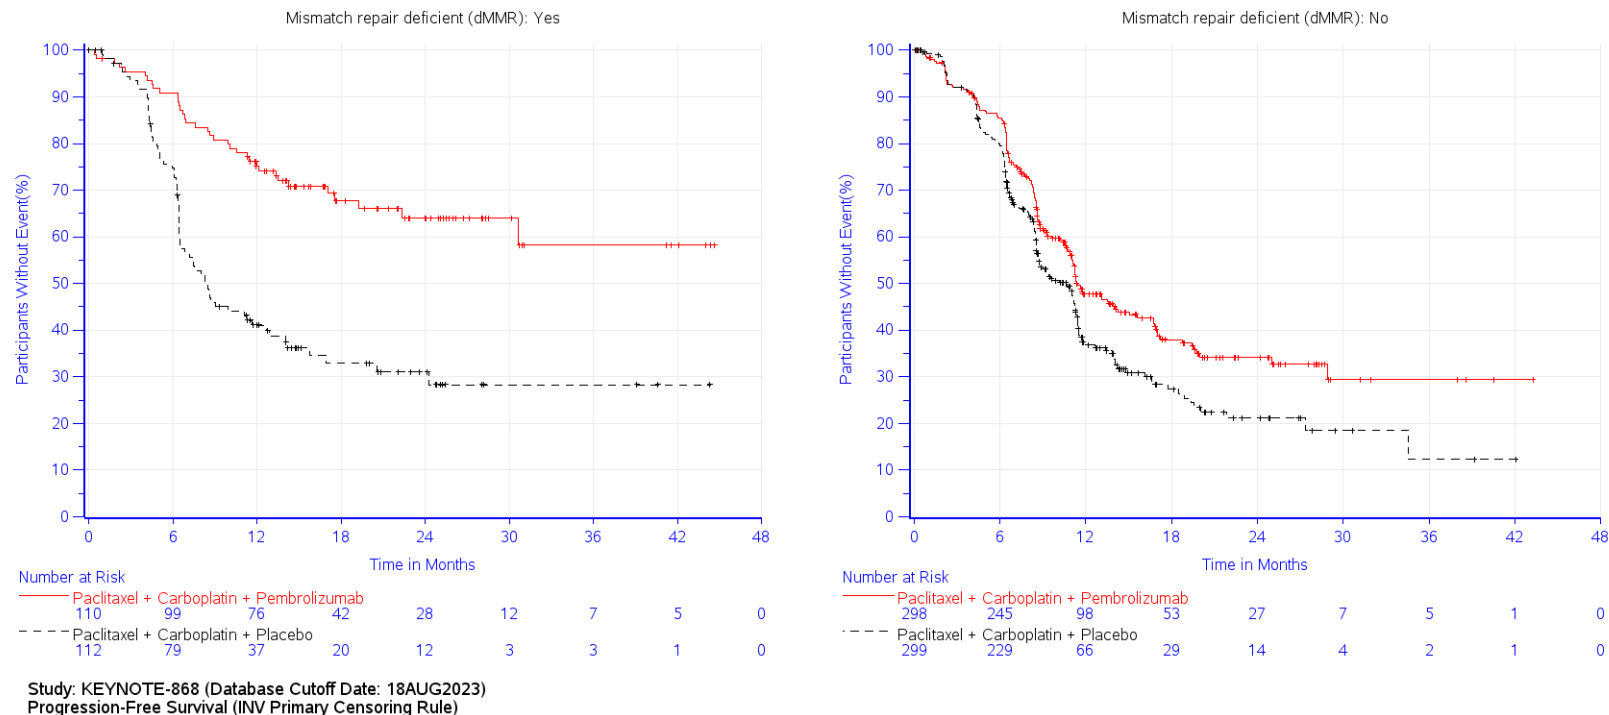 Mismatch repair deficient (dMMR): Yes
Participants Without Event(%)
100
90
80
70
60
50
40
30
20
10
0
0 6 12 18 24 30 36 42 48
Time in Months
Number at Risk
Paclitaxel + Carboplatin + Pembrolizumab
110 99 76 42 28 12 7 5 0
Paclitaxel + Carboplatin + Placebo
112 79 37 20 12 3 3 1 0
Mismatch repair deficient (dMMR): No
Participants Without Event(%)
100
90
80
70
60
50
40
30
20
10
0
0 6 12 18 24 30 36 42 48
Time in Months
Number at Risk
Paclitaxel + Carboplatin + Pembrolizumab
298 245 98 53 27 7 5 1 0
Paclitaxel + Carboplatin + Placebo
299 229 66 29 14 4 2 1 0
Study: KEYNOTE-868 (Database Cutoff Date: 18AUG2023)
Progression-Free Survival (INV Primary Censoring Rule)